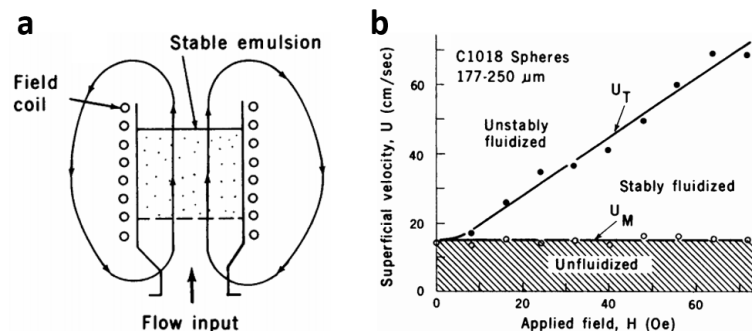 a
Stable emulsion
Field
coil
Flow input
b
C1018 Spheres
177-250 μm
Superficial velocity, U (cm/sec)
60
40
20
0
U_T
Unstably
fluidized
Stably
fluidized
U_M
Unfluidized
0
20
40
60
Applied field, H (Oe)